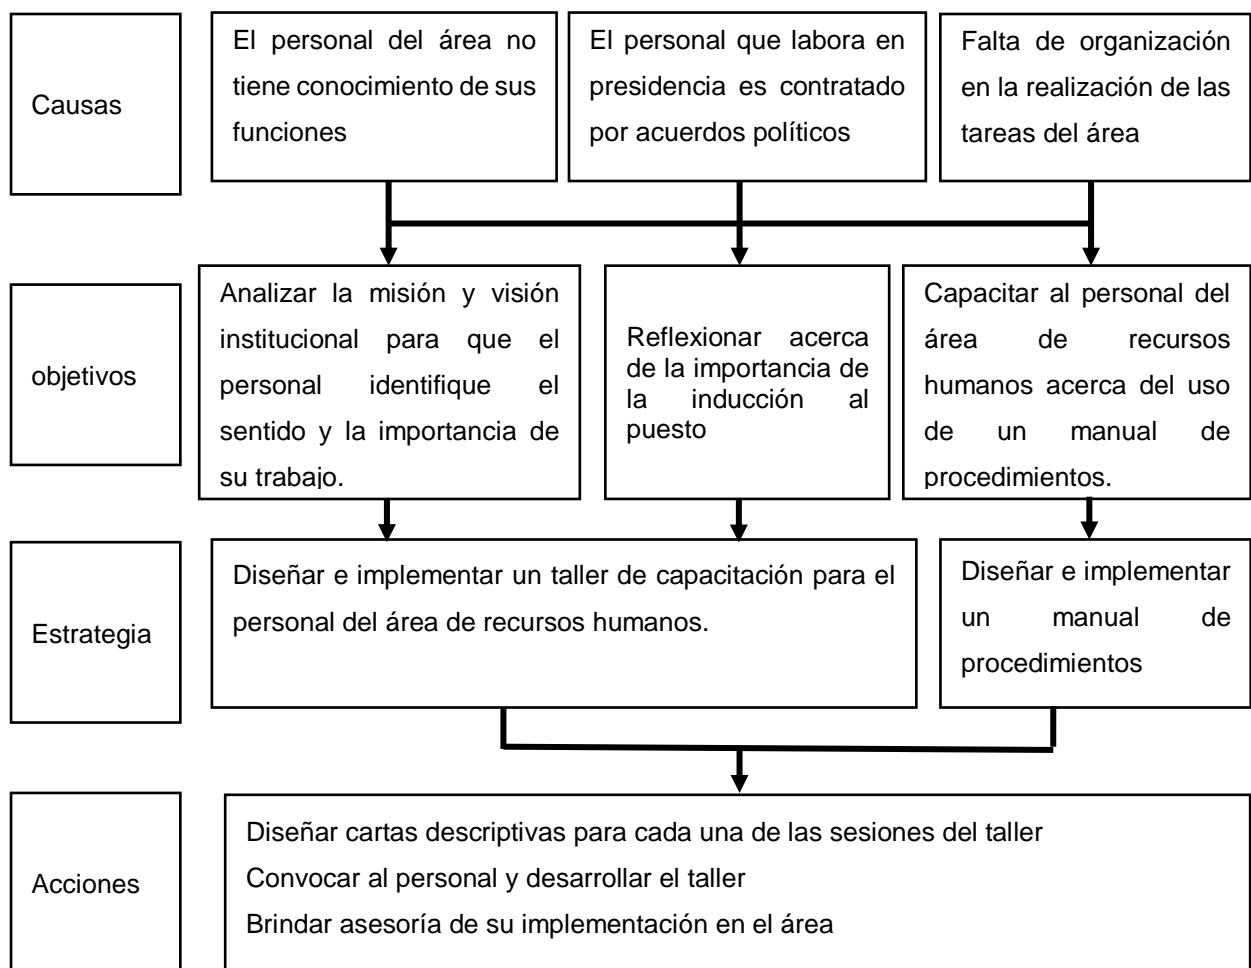 Causas
El personal del área no
tiene conocimiento de sus
funciones
El personal que labora en
presidencia es contratado
por acuerdos políticos
Falta de organización
en la realización de las
tareas del área
objetivos
Analizar la misión y visión
institucional para que el
personal identifique el
sentido y la importancia de
su trabajo.
Reflexionar acerca
de la importancia de
la inducción al
puesto
Capacitar al personal del
área de recursos
humanos acerca del uso
de un manual de
procedimientos.
Estrategia
Diseñar e implementar un taller de capacitación para el
personal del área de recursos humanos.
Diseñar e implementar
un manual de
procedimientos
Acciones
Diseñar cartas descriptivas para cada una de las sesiones del taller
Convocar al personal y desarrollar el taller
Brindar asesoría de su implementación en el área